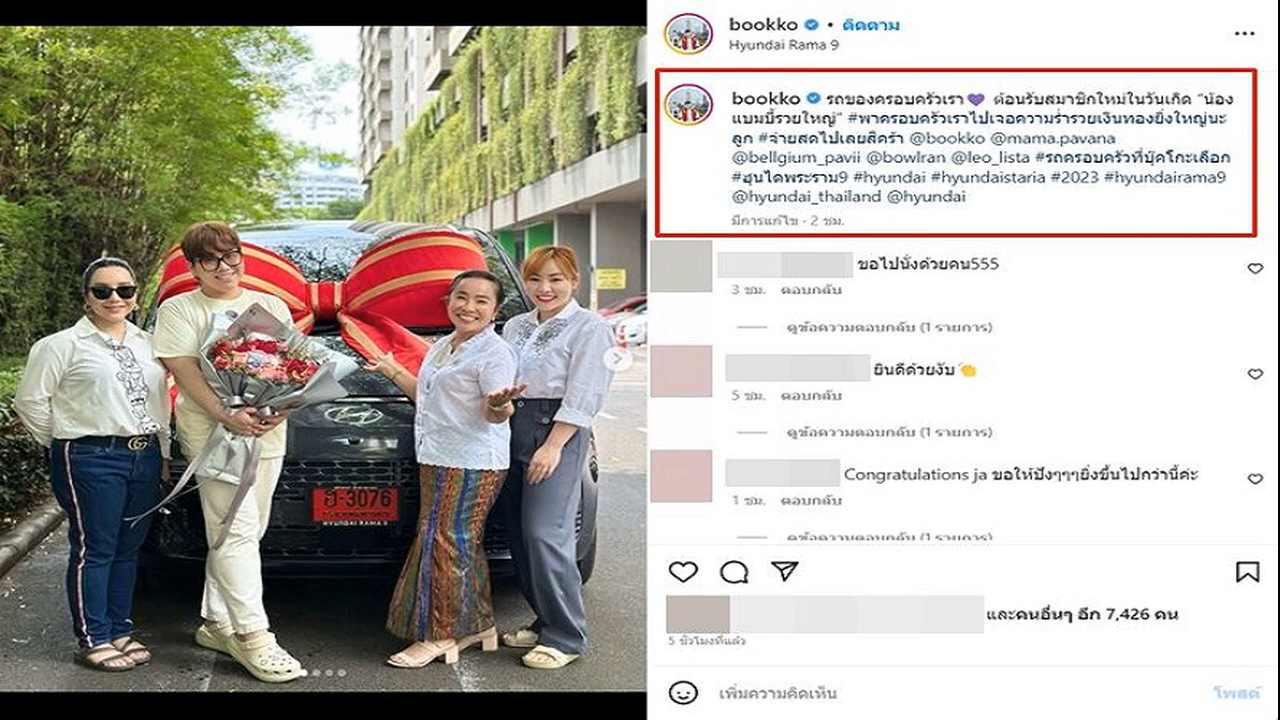 bookko • ติดตาม
Hyundai Rama 9
bookko รถของครอบครัวเรา💜 ต้อนรับสมาชิกใหม่ในวันเกิด "น้อง
แบมบี้รวยใหญ่" #พาครอบครัวเราไปเจอความร่ำรวยเงินทองยิ่งใหญ่นะ
ลูก #จ่ายสดไปเลยสิคร้า @bookko @mama.pavana
@bellgium_pavii @bowlran @leo_lista #รถครอบครัวที่บุ๊คโกะเลือก
#ฮุนไดพระราม9 #hyundai #hyundaistaria #2023 #hyundairama9
@hyundai_thailand @hyundai
มีการแก้ไข · 2 ชม.
ขอไปนั่งด้วยคน555
3 ชม. ตอบกลับ
ดูข้อความตอบกลับ (1 รายการ)
ยินดีด้วยงับ👏
5 ชม. ตอบกลับ
ดูข้อความตอบกลับ (1 รายการ)
Congratulations ja ขอให้ปังๆๆๆยิ่งขึ้นไปกว่านี้ค่ะ
1 ชม. ตอบกลับ
ดูข้อความตอบกลับ (1 รายการ)
และคนอื่นๆ อีก 7,426 คน
5 ชั่วโมงที่แล้ว
เพิ่มความคิดเห็น
โพสต์
ฮ-3076
HYUNDAI RAMA 9